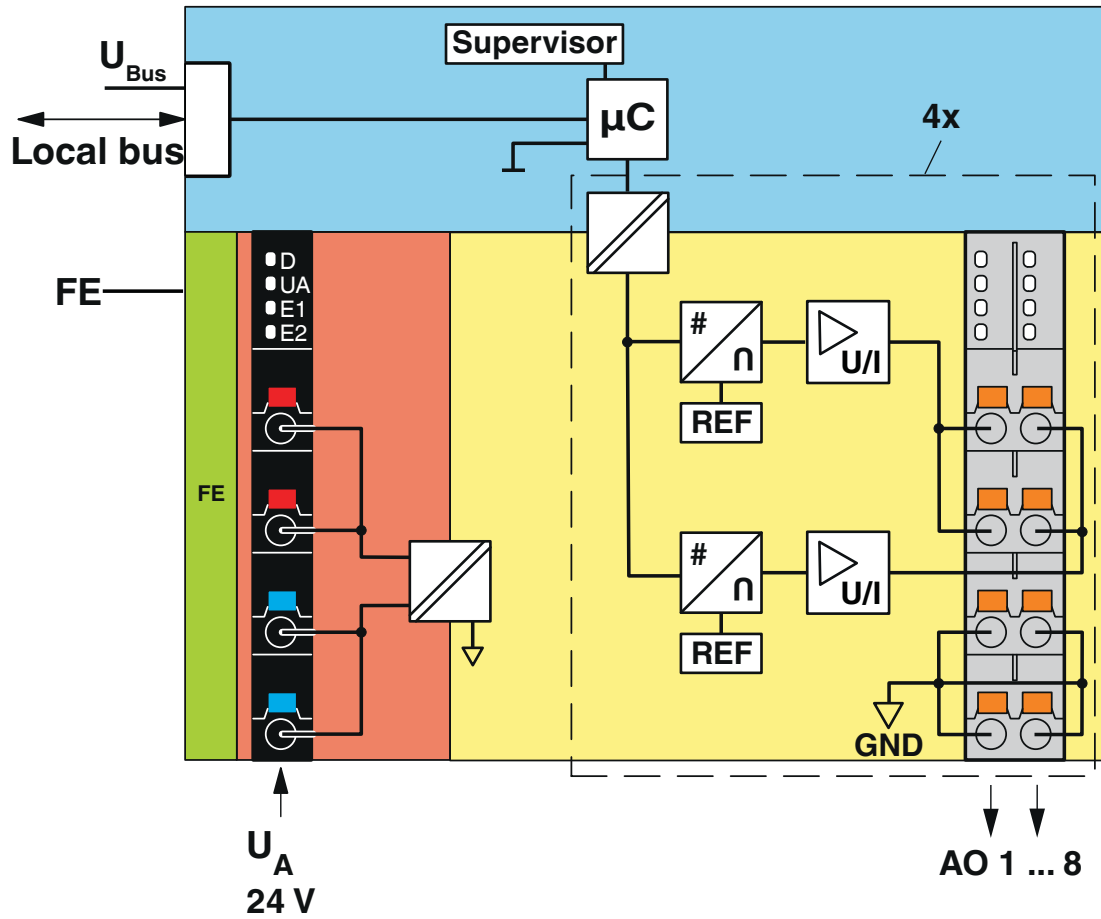 Supervisor
U Bus
µC
4x
Local bus
D
UA
FE
E1
E2
#
∩
U/I
REF
FE
#
∩
U/I
REF
GND
U A
24 V
AO 1 ... 8